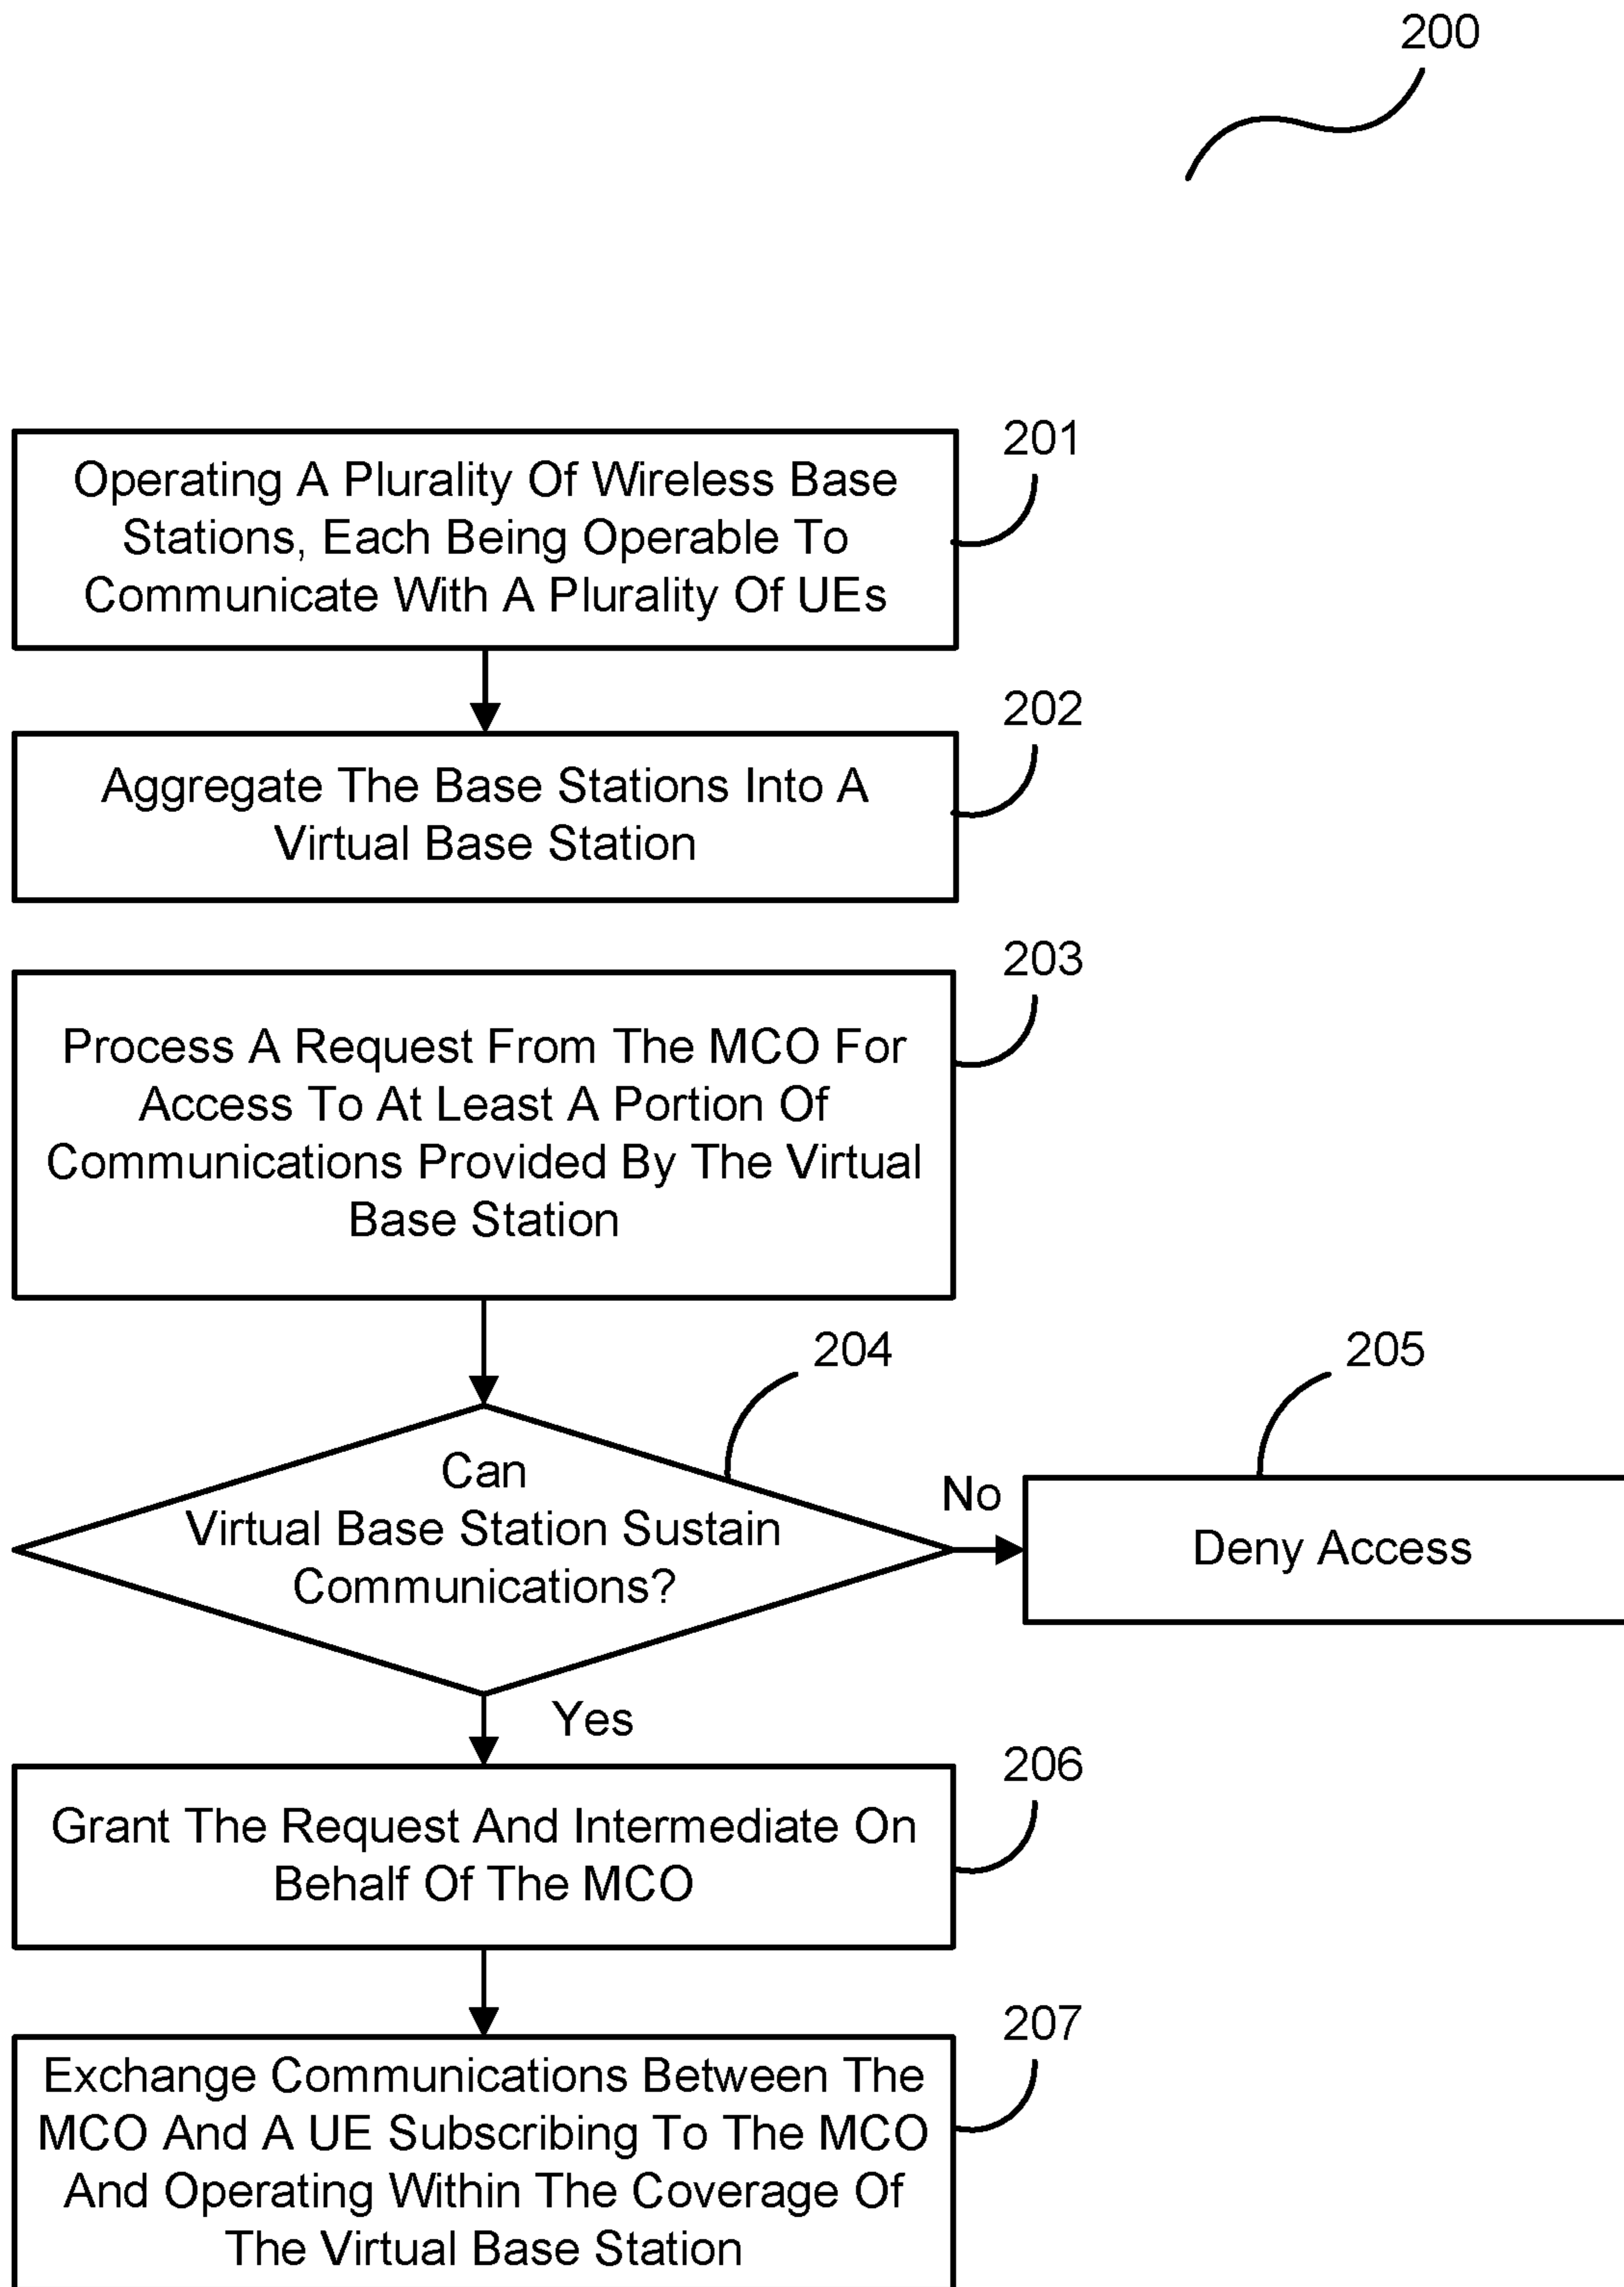 200
201
Operating A Plurality Of Wireless Base
Stations, Each Being Operable To
Communicate With A Plurality Of UEs
202
Aggregate The Base Stations Into A
Virtual Base Station
203
Process A Request From The MCO For
Access To At Least A Portion Of
Communications Provided By The Virtual
Base Station
204
205
Can
Virtual Base Station Sustain
Communications?
No
Deny Access
Yes
206
Grant The Request And Intermediate On
Behalf Of The MCO
207
Exchange Communications Between The
MCO And A UE Subscribing To The MCO
And Operating Within The Coverage Of
The Virtual Base Station